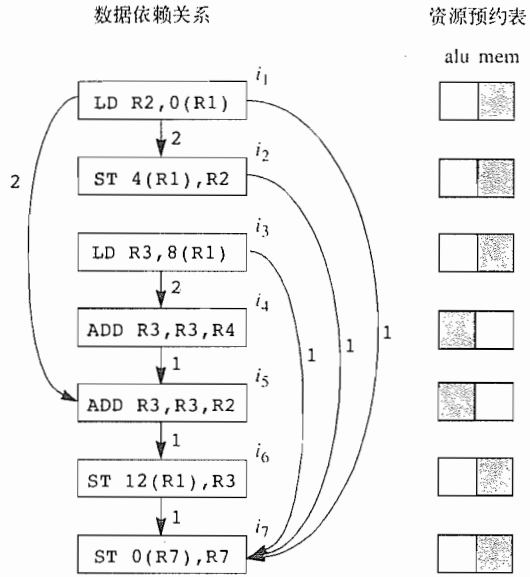 数据依赖关系 资源预约表
alu mem
i1
LD R2,0(R1)
2
i2
ST 4(R1),R2
2
i3
LD R3,8(R1)
2
i4
ADD R3,R3,R4
1 1 1
1
i5
ADD R3,R3,R2
1
i6
ST 12(R1),R3
1
i7
ST 0(R7),R7